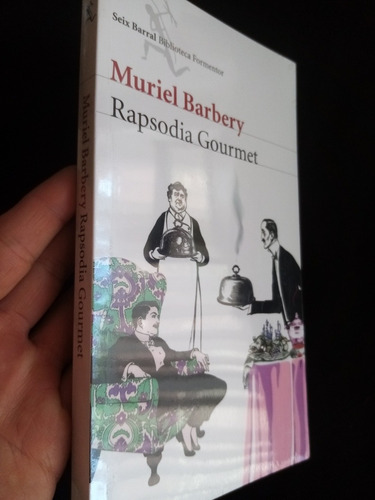 Seix Barral Biblioteca Formentor
Muriel Barbery
Rapsodia Gourmet
Muriel Barbery Rapsodia Gourmet